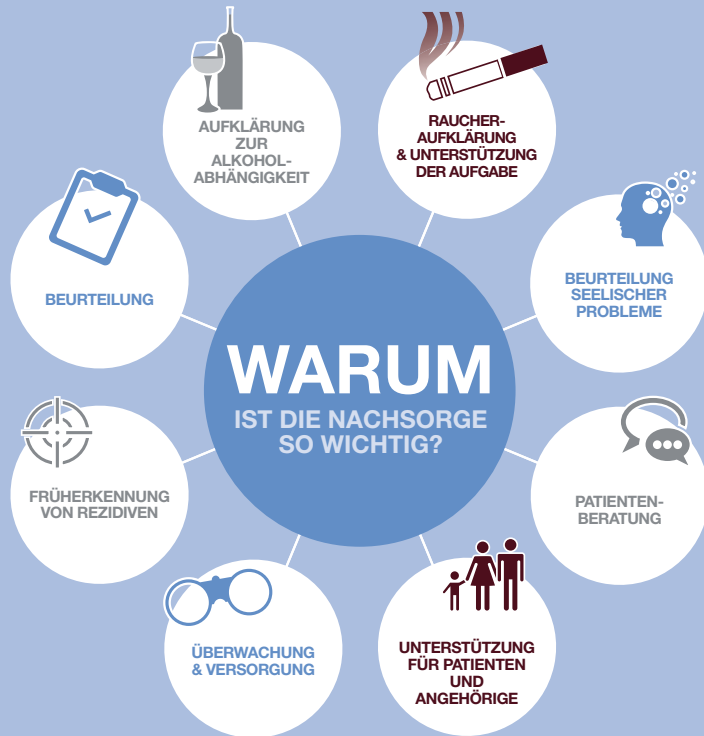 WARUM
IST DIE NACHSORGE
SO WICHTIG?
AUFKLÄRUNG
ZUR
ALKOHOL-
ABHÄNGIGKEIT
RAUCHER-
AUFKLÄRUNG
& UNTERSTÜTZUNG
DER AUFGABE
BEURTEILUNG
SEELISCHER
PROBLEME
PATIENTEN-
BERATUNG
UNTERSTÜTZUNG
FÜR PATIENTEN
UND
ANGEHÖRIGE
ÜBERWACHUNG
& VERSORGUNG
FRÜHERKENNUNG
VON REZIDIVEN
BEURTEILUNG